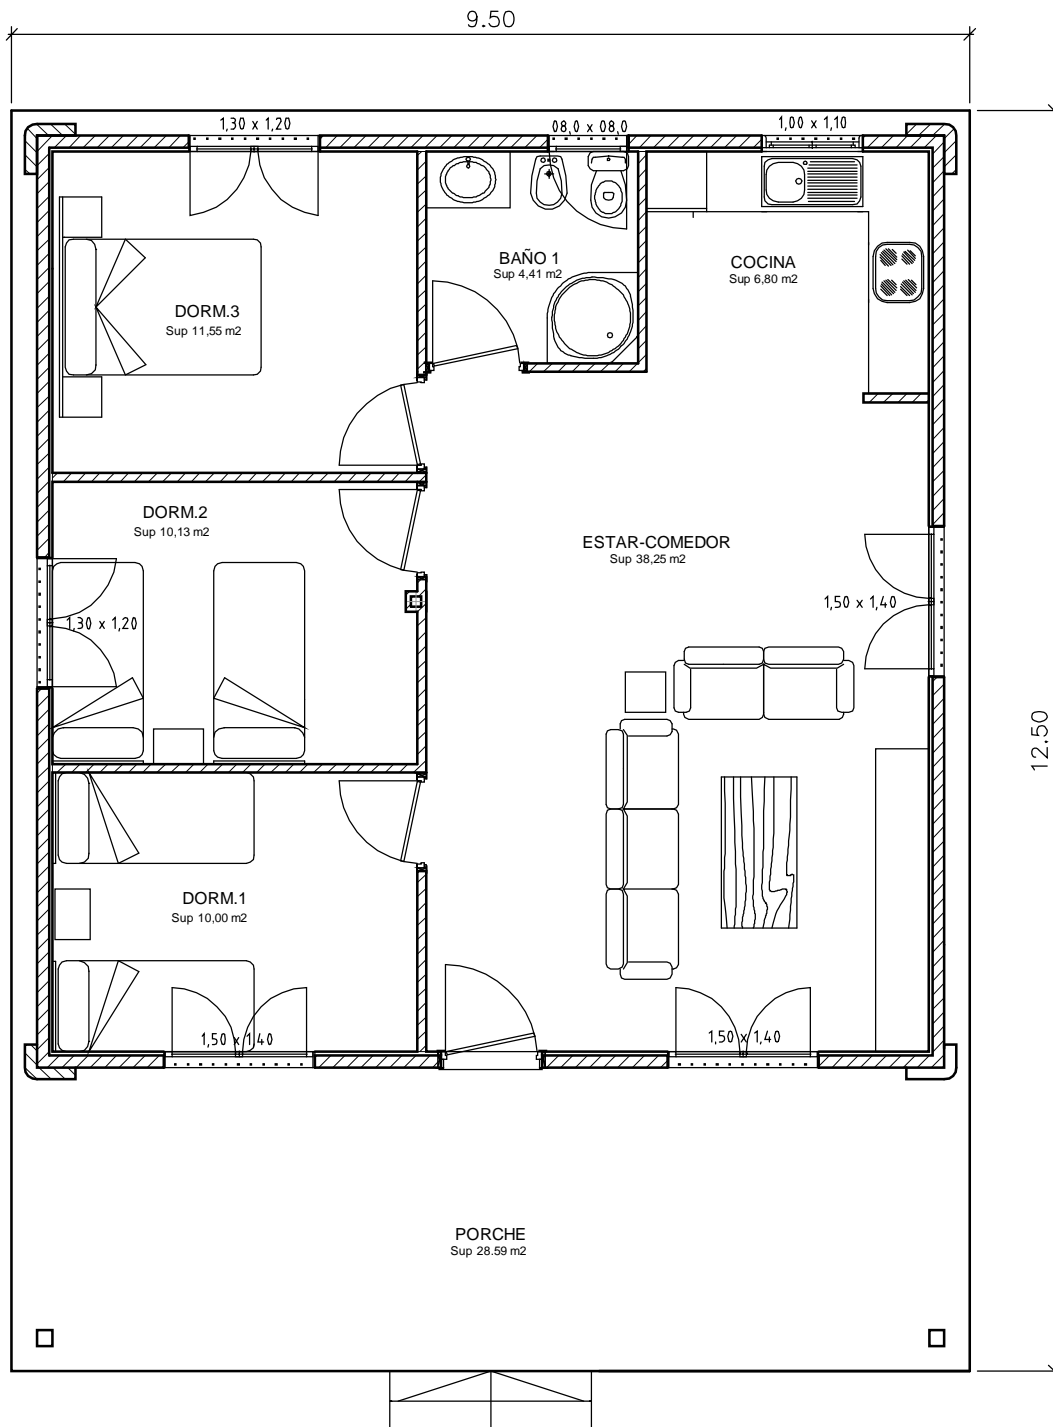 9.50
1,30 x 1,20
08,0 x 08,0
1,00 x 1,10
BAÑO 1
Sup 4,41 m2
COCINA
Sup 6,80 m2
DORM.3
Sup 11,55 m2
DORM.2
Sup 10,13 m2
ESTAR-COMEDOR
Sup 38,25 m2
1,50 x 1,40
1,30 x 1,20
12.50
DORM.1
Sup 10,00 m2
1,50 x 1,40
1,50 x 1,40
PORCHE
Sup 28.59 m2